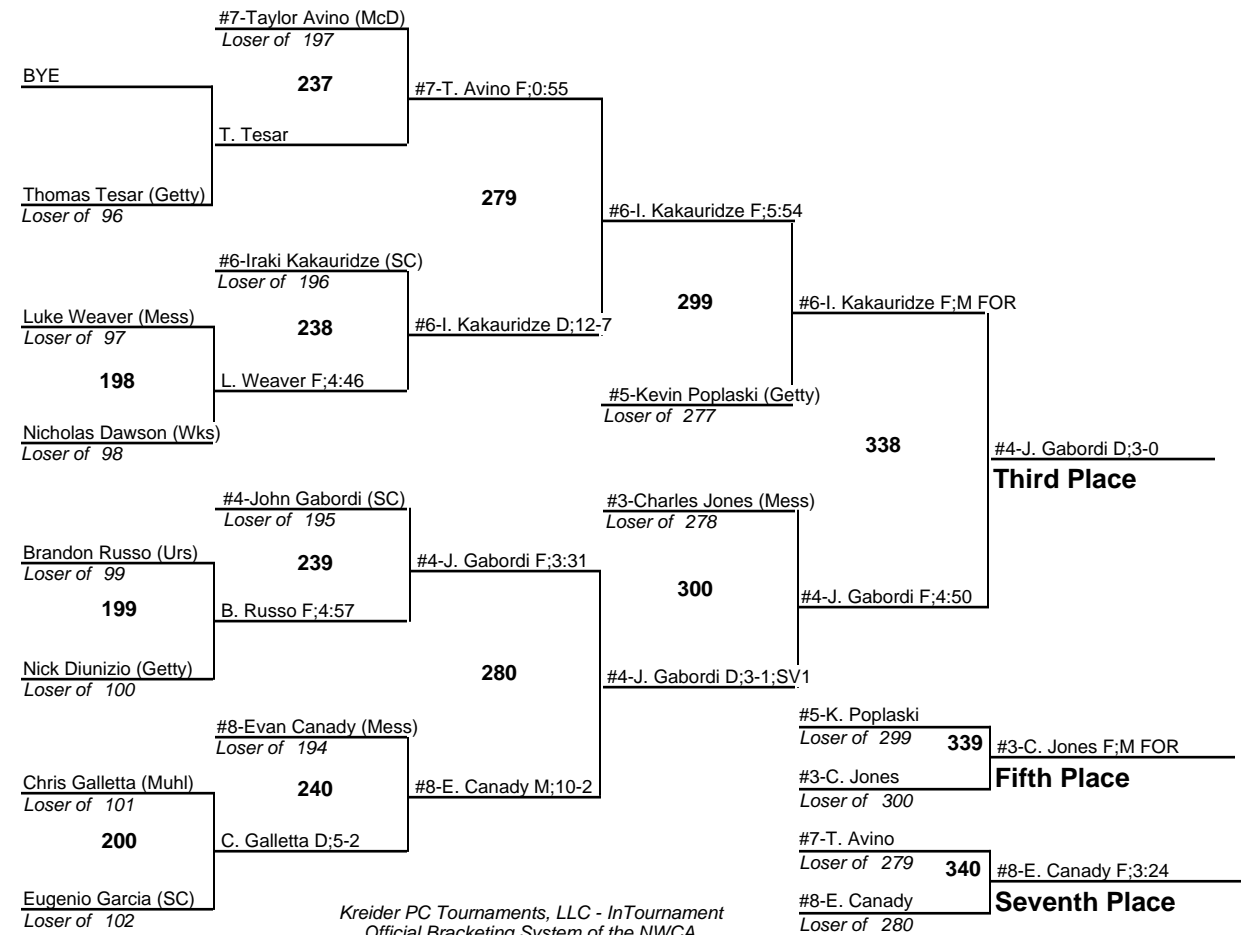 #7-Taylor Avino (McD)
Loser of 197
BYE
237
#7-T. Avino F;0:55
T. Tesar
Thomas Tesar (Getty)
Loser of 96
279
#6-I. Kakauridze F;5:54
#6-Iraki Kakauridze (SC)
Loser of 196
Luke Weaver (Mess)
Loser of 97
238
#6-I. Kakauridze D;12-7
299
#6-I. Kakauridze F;M FOR
198
L. Weaver F;4:46
#5-Kevin Poplaski (Getty)
Loser of 277
Nicholas Dawson (Wks)
Loser of 98
338
#4-J. Gabordi D;3-0
Third Place
#4-John Gabordi (SC)
Loser of 195
#3-Charles Jones (Mess)
Loser of 278
Brandon Russo (Urs)
Loser of 99
239
#4-J. Gabordi F;3:31
300
#4-J. Gabordi F;4:50
199
B. Russo F;4:57
Nick Diunizio (Getty)
Loser of 100
280
#4-J. Gabordi D;3-1;SV1
#8-Evan Canady (Mess)
Loser of 194
#5-K. Poplaski
Loser of 299
339
#3-C. Jones F;M FOR
Fifth Place
#3-C. Jones
Loser of 300
Chris Galletta (Muhl)
Loser of 101
240
#8-E. Canady M;10-2
200
C. Galletta D;5-2
#7-T. Avino
Loser of 279
340
#8-E. Canady F;3:24
Seventh Place
#8-E. Canady
Loser of 280
Eugenio Garcia (SC)
Loser of 102
Kreider PC Tournaments, LLC - InTournament
Official Bracketing System of the NWCA